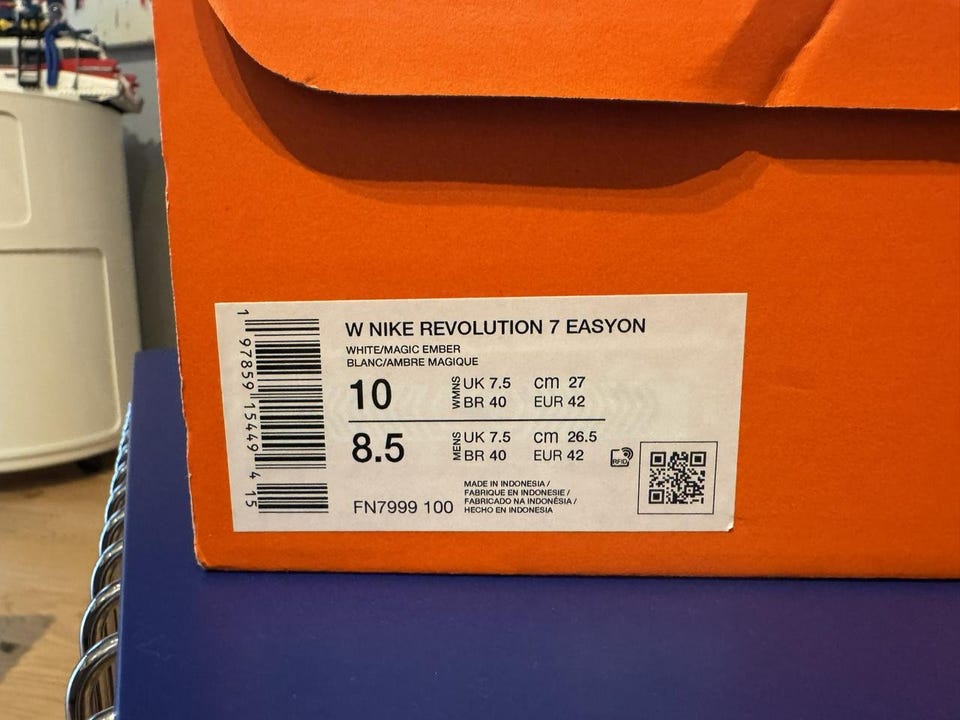 W NIKE REVOLUTION 7 EASYON
WHITE/MAGIC EMBER
BLANC/AMBRE MAGIQUE
10
WMNS
UK 7.5 cm 27
BR 40 EUR 42
8.5
MENS
UK 7.5 cm 26.5
BR 40 EUR 42
RFID
FN7999 100
MADE IN INDONESIA /
FABRIQUE EN INDONESIE /
FABRICADO NA INDONÉSIA /
HECHO EN INDONESIA
1 97859 15449 4 15